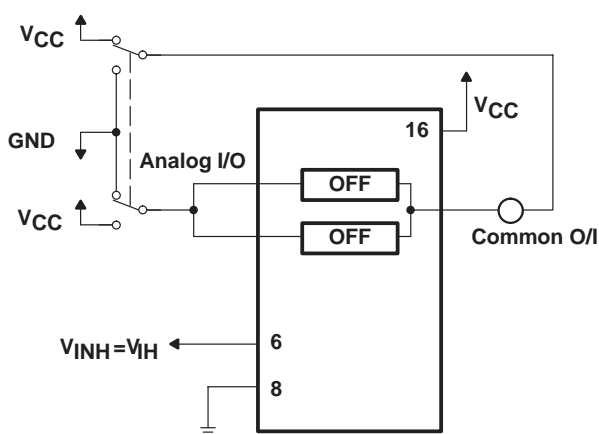 VCC
VCC
16
GND
Analog I/O
OFF
VCC
OFF
Common O/I
VINH=VIH
6
8